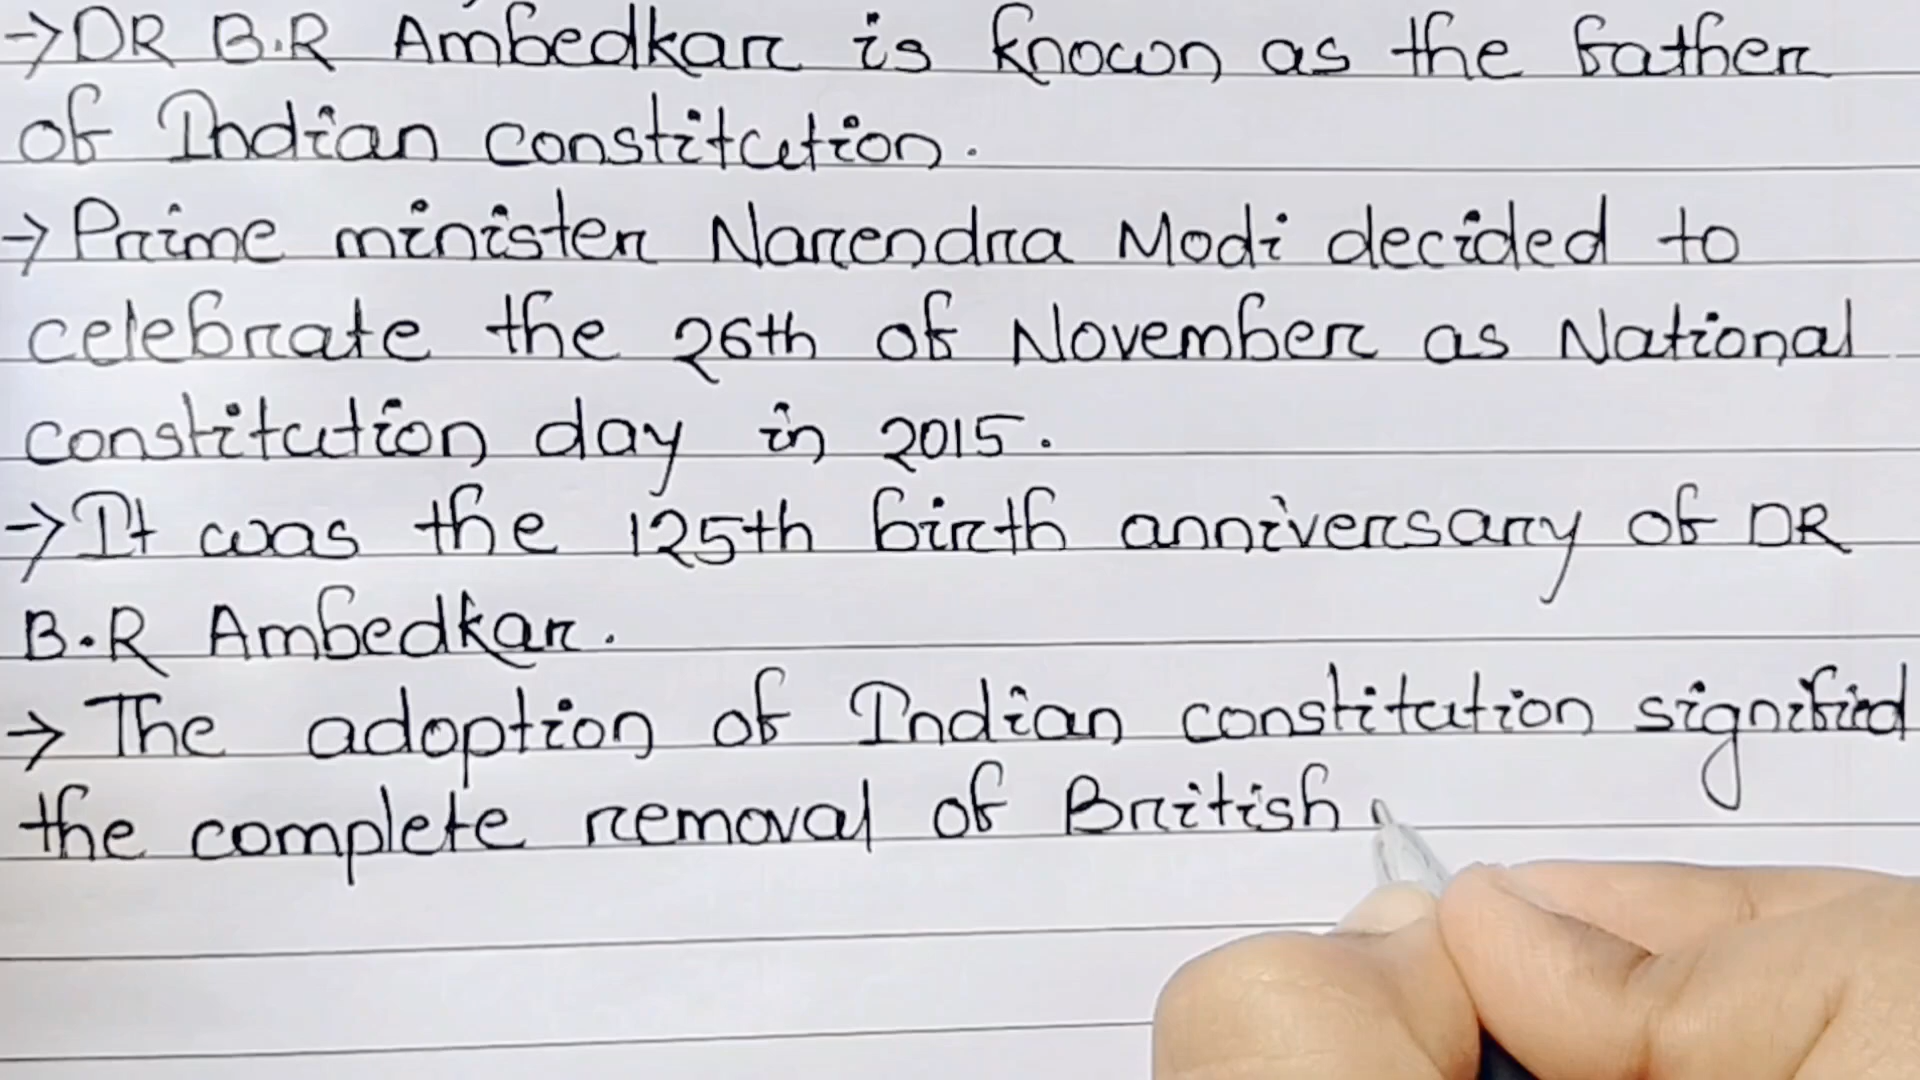 →DR B.R Ambedkar is known as the father
of Indian constitution.
→Prime minister Narendra Modi decided to
celebrate the 26th of November as National
constitution day in 2015.
→It was the 125th birth anniversary of DR
B.R Ambedkar.
→ The adoption of Indian constitution signified
the complete removal of British